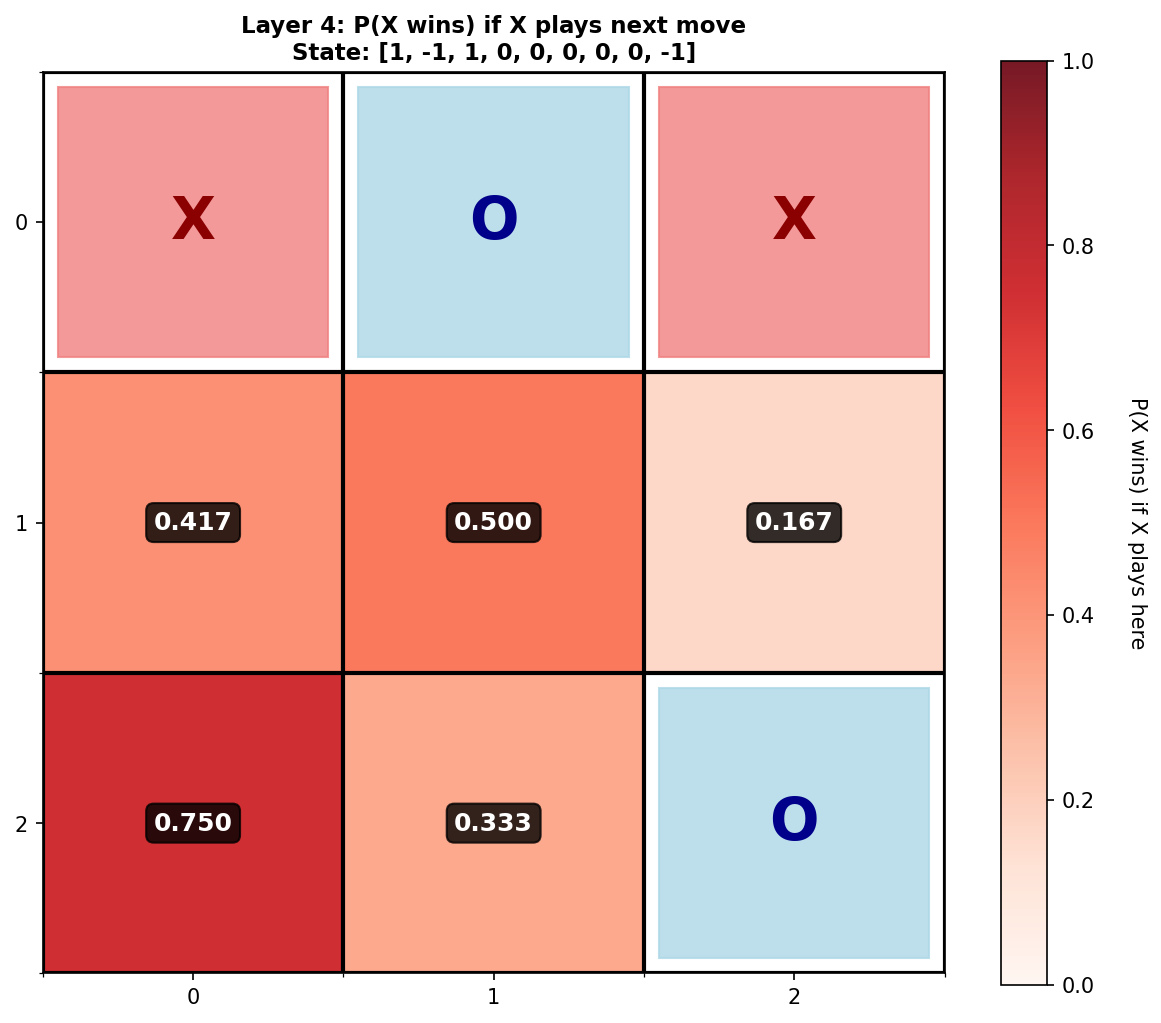 Layer 4: P(X wins) if X plays next move
State: [1, -1, 1, 0, 0, 0, 0, 0, -1]
X O X
0.417 0.500 0.167
0.750 0.333 O
0
1
2
0 1 2
1.0
0.8
0.6
0.4
0.2
0.0
P(X wins) if X plays here